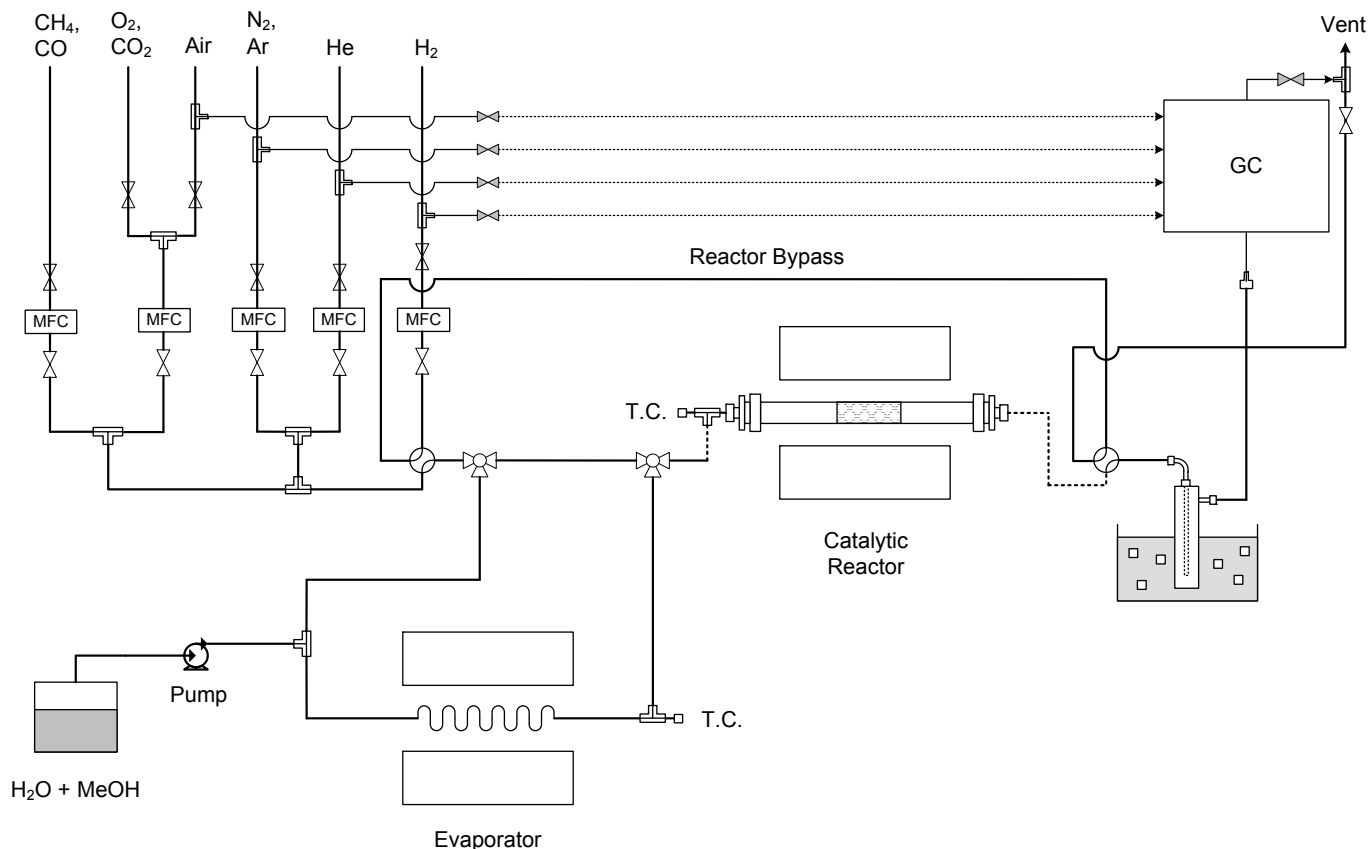 CH₄,
CO
O₂,
CO₂
Air
N₂,
Ar
He
H₂
Vent
GC
Reactor Bypass
MFC
MFC
MFC
MFC
MFC
T.C.
Catalytic
Reactor
Pump
T.C.
H₂O + MeOH
Evaporator